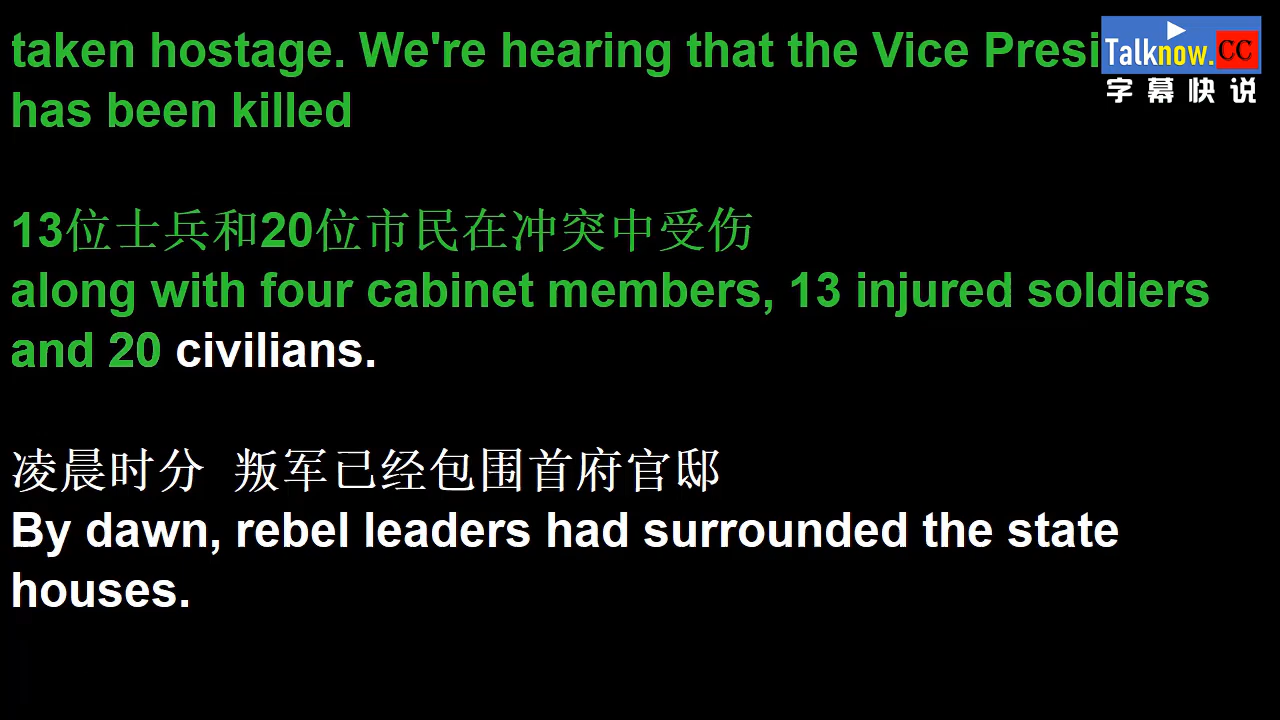 taken hostage. We're hearing that the Vice Presi
has been killed
Talknow.CC
字幕快说
13位士兵和20位市民在冲突中受伤
along with four cabinet members, 13 injured soldiers
and 20 civilians.
凌晨时分 叛军已经包围首府官邸
By dawn, rebel leaders had surrounded the state
houses.